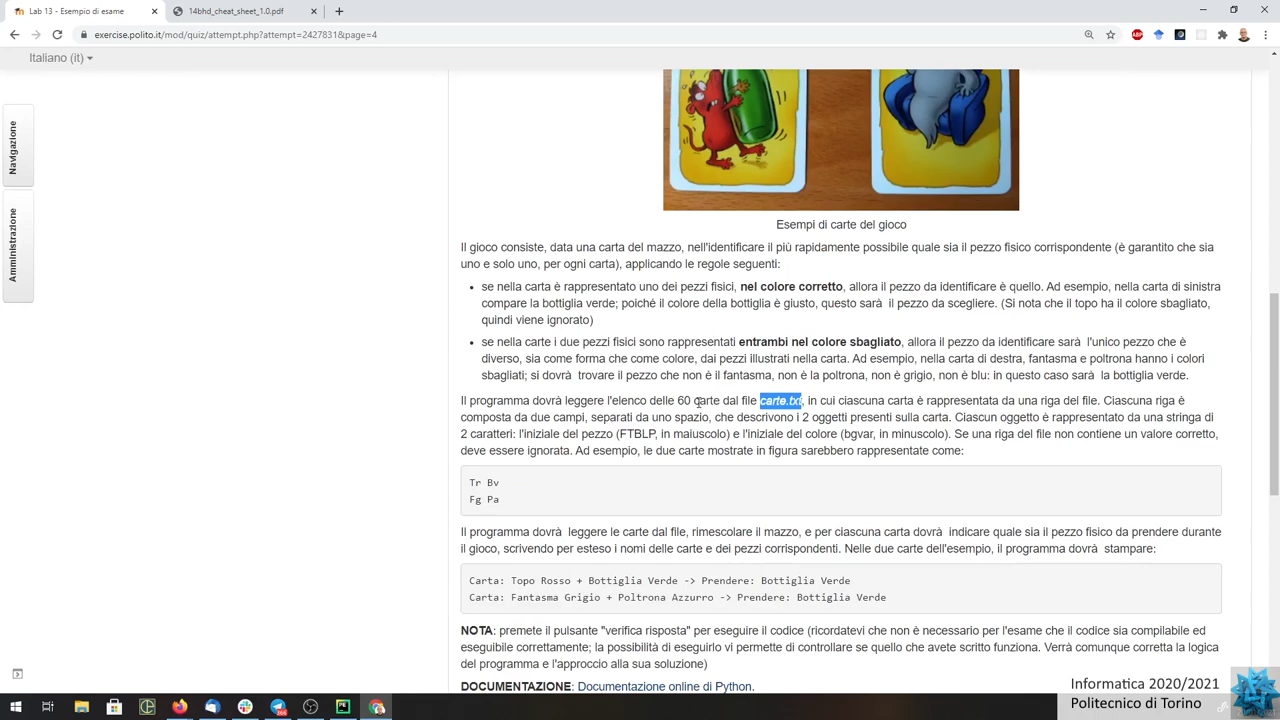 Lab 13 - Esempio di esame
14bhd_cheat_sheet_1.0.pdf
exercise.polito.it/mod/quiz/attempt.php?attempt=2427831&page=4
ABP
Italiano (it)
Navigazione
Amministrazione
Esempi di carte del gioco
Il gioco consiste, data una carta del mazzo, nell'identificare il più rapidamente possibile quale sia il pezzo fisico corrispondente (è garantito che sia
uno e solo uno, per ogni carta), applicando le regole seguenti:
• se nella carta è rappresentato uno dei pezzi fisici, nel colore corretto, allora il pezzo da identificare è quello. Ad esempio, nella carta di sinistra
compare la bottiglia verde; poiché il colore della bottiglia è giusto, questo sarà il pezzo da scegliere. (Si nota che il topo ha il colore sbagliato,
quindi viene ignorato)
• se nella carte i due pezzi fisici sono rappresentati entrambi nel colore sbagliato, allora il pezzo da identificare sarà l'unico pezzo che è
diverso, sia come forma che come colore, dai pezzi illustrati nella carta. Ad esempio, nella carta di destra, fantasma e poltrona hanno i colori
sbagliati; si dovrà trovare il pezzo che non è il fantasma, non è la poltrona, non è grigio, non è blu: in questo caso sarà la bottiglia verde.
Il programma dovrà leggere l'elenco delle 60 carte dal file carte.txt, in cui ciascuna carta è rappresentata da una riga del file. Ciascuna riga è
composta da due campi, separati da uno spazio, che descrivono i 2 oggetti presenti sulla carta. Ciascun oggetto è rappresentato da una stringa di
2 caratteri: l'iniziale del pezzo (FTBLP, in maiuscolo) e l'iniziale del colore (bgvar, in minuscolo). Se una riga del file non contiene un valore corretto,
deve essere ignorata. Ad esempio, le due carte mostrate in figura sarebbero rappresentate come:
Tr Bv
Fg Pa
Il programma dovrà leggere le carte dal file, rimescolare il mazzo, e per ciascuna carta dovrà indicare quale sia il pezzo fisico da prendere durante
il gioco, scrivendo per esteso i nomi delle carte e dei pezzi corrispondenti. Nelle due carte dell'esempio, il programma dovrà stampare:
Carta: Topo Rosso + Bottiglia Verde -> Prendere: Bottiglia Verde
Carta: Fantasma Grigio + Poltrona Azzurro -> Prendere: Bottiglia Verde
NOTA: premete il pulsante "verifica risposta" per eseguire il codice (ricordatevi che non è necessario per l'esame che il codice sia compilabile ed
eseguibile correttamente; la possibilità di eseguirlo vi permette di controllare se quello che avete scritto funziona. Verrà comunque corretta la logica
del programma e l'approccio alla sua soluzione)
DOCUMENTAZIONE: Documentazione online di Python.
Informatica 2020/2021
Politecnico di Torino